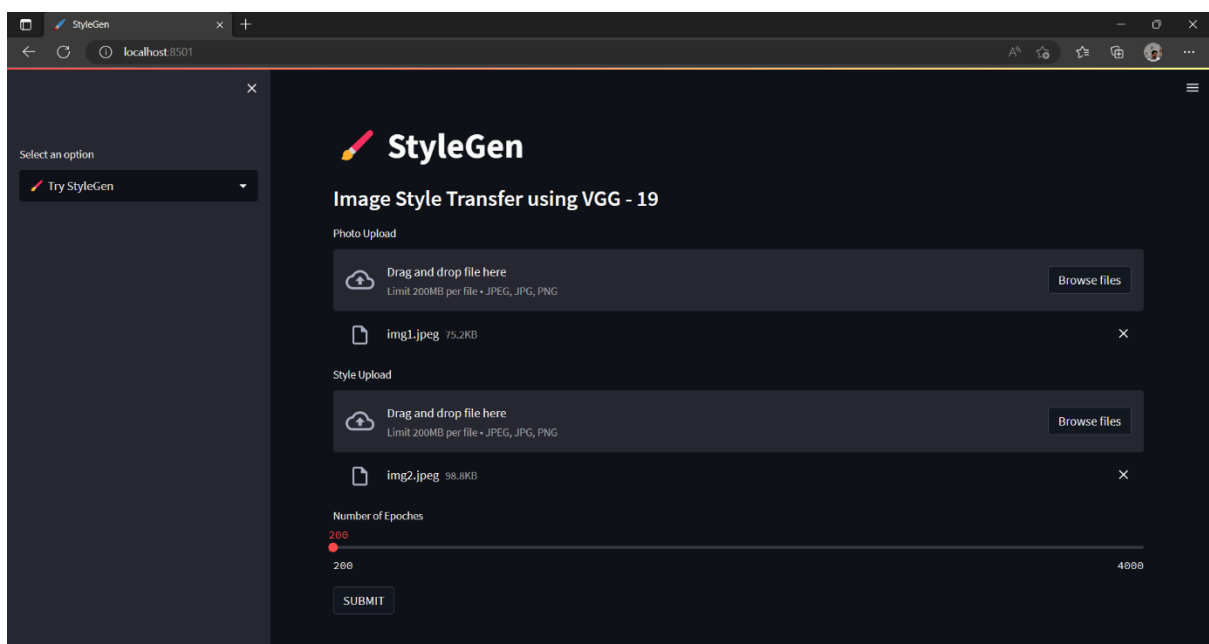 StyleGen
localhost:8501
Select an option
Try StyleGen
StyleGen
Image Style Transfer using VGG - 19
Photo Upload
Drag and drop file here
Limit 200MB per file • JPEG, JPG, PNG
Browse files
img1.jpeg 75.2KB
Style Upload
Drag and drop file here
Limit 200MB per file • JPEG, JPG, PNG
Browse files
img2.jpeg 98.8KB
Number of Epoches
200
200 4000
SUBMIT